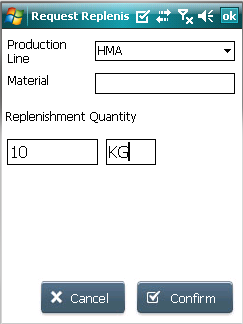 Request Replenis ok
Production
Line
HMA
Material
Replenishment Quantity
10 KG
Cancel Confirm